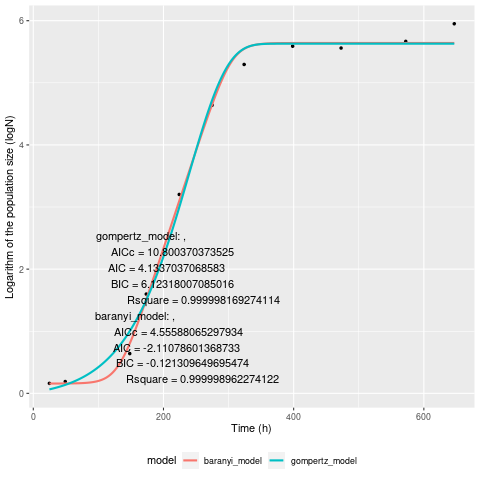 6
4
2
0
Logarithm of the population size (logN)
gompertz_model: ,
AICc = 10.800370373525
AIC = 4.1337037068583
BIC = 6.12318007085016
Rsquare = 0.999998169274114
baranyi_model: ,
AICc = 4.55588065297934
AIC = -2.11078601368733
BIC = -0.121309649695474
Rsquare = 0.999998962274122
0 200 400 600
Time (h)
model baranyi_model gompertz_model